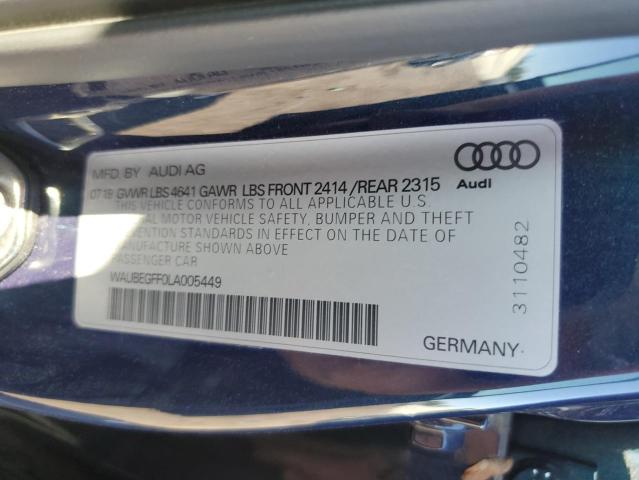 MFD. BY AUDI AG
Audi
07 19 GVWR LBS 4641 GAWR LBS FRONT 2414 /REAR 2315
THIS VEHICLE CONFORMS TO ALL APPLICABLE U.S.
MOTOR VEHICLE SAFETY, BUMPER AND THEFT
STANDARDS IN EFFECT ON THE DATE OF
MANUFACTURE SHOWN ABOVE
PASSENGER CAR
WAUBEGFF0LA005449
3110482
GERMANY